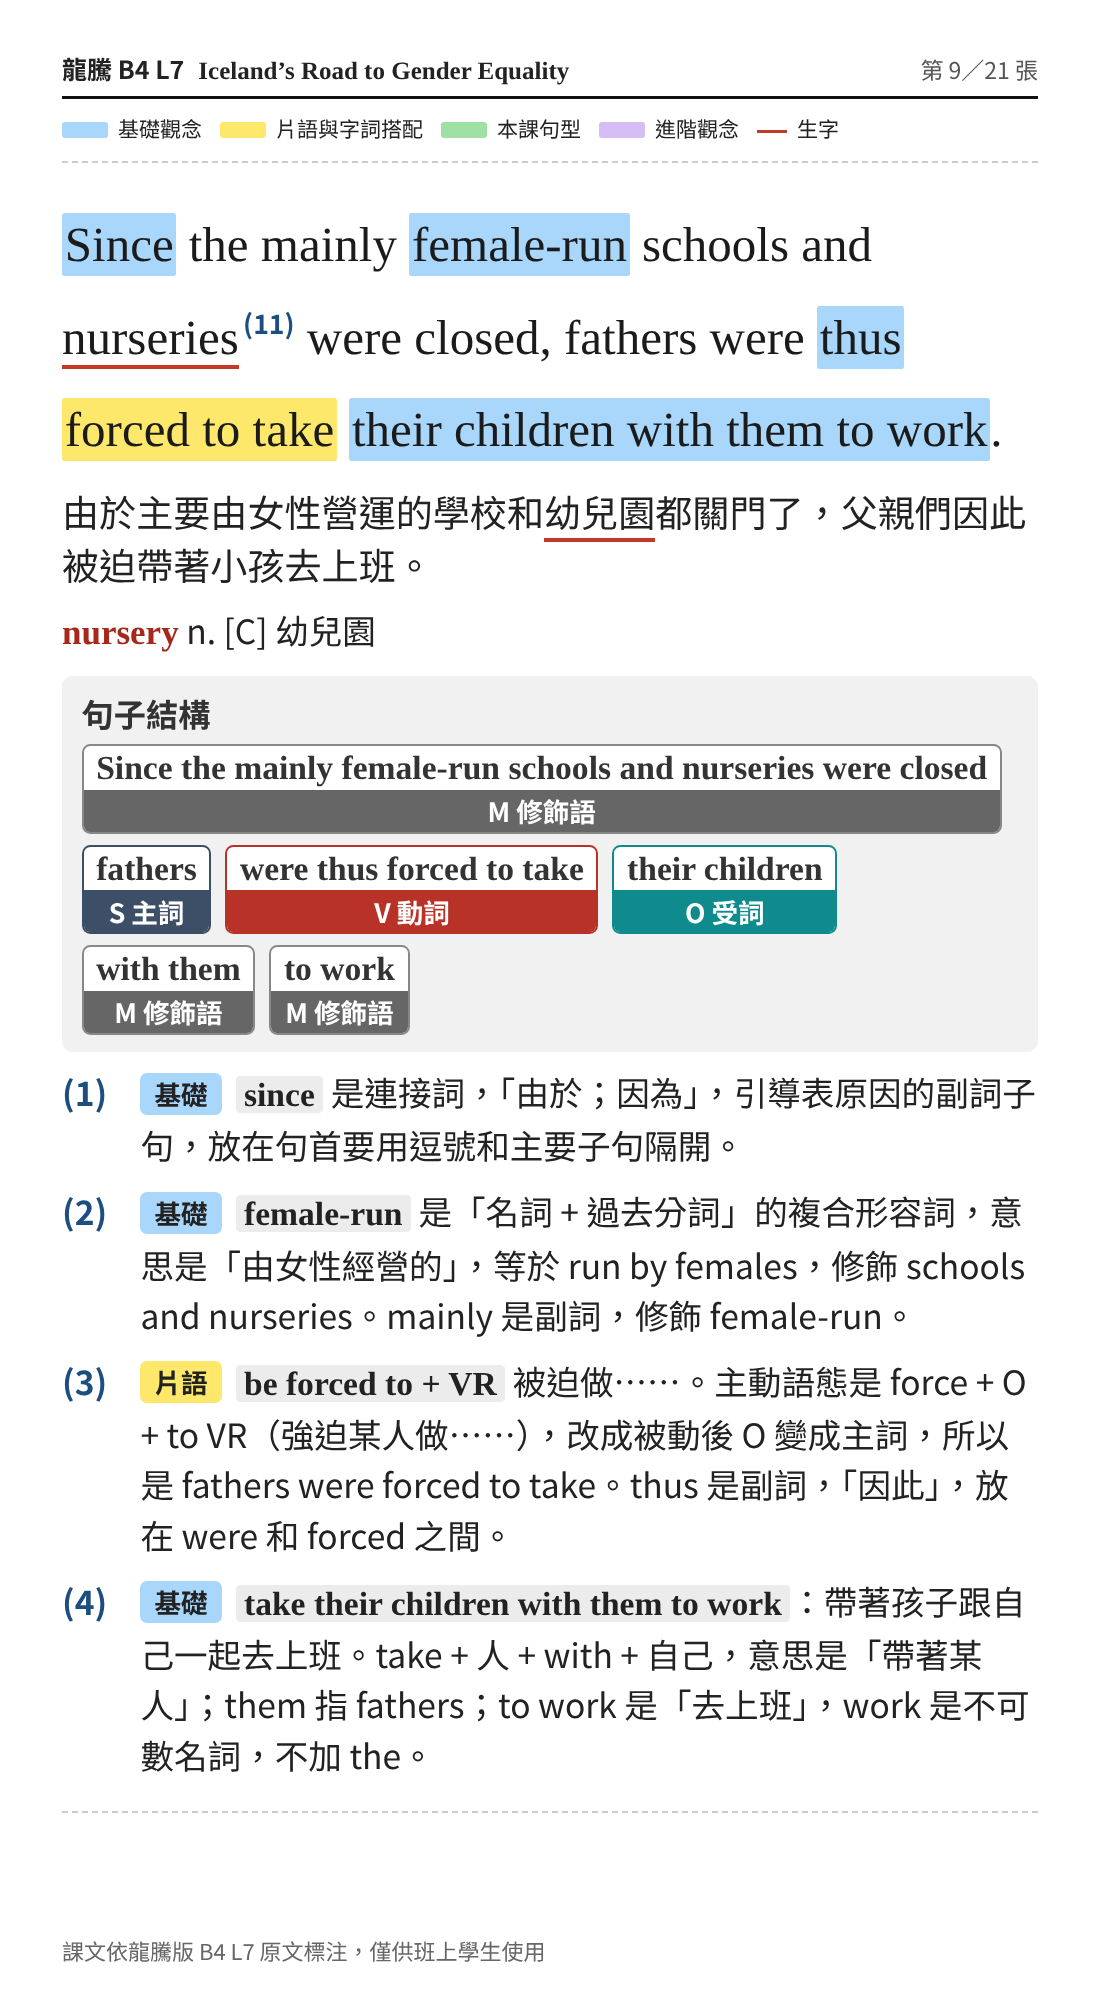 龍騰 B4 L7 Iceland’s Road to Gender Equality 第 9／21 張
基礎觀念 片語與字詞搭配 本課句型 進階觀念 生字
Since the mainly female-run schools and
nurseries(11) were closed, fathers were thus
forced to take their children with them to work.
由於主要由女性營運的學校和幼兒園都關門了，父親們因此
被迫帶著小孩去上班。
nursery n. [C] 幼兒園
句子結構
Since the mainly female-run schools and nurseries were closed
M 修飾語
fathers were thus forced to take their children
S 主詞 V 動詞 O 受詞
with them to work
M 修飾語 M 修飾語
(1) 基礎 since 是連接詞，「由於；因為」，引導表原因的副詞子
句，放在句首要用逗號和主要子句隔開。
(2) 基礎 female-run 是「名詞 + 過去分詞」的複合形容詞，意
思是「由女性經營的」，等於 run by females，修飾 schools
and nurseries。mainly 是副詞，修飾 female-run。
(3) 片語 be forced to + VR 被迫做⋯⋯。主動語態是 force + O
+ to VR（強迫某人做⋯⋯），改成被動後 O 變成主詞，所以
是 fathers were forced to take。thus 是副詞，「因此」，放
在 were 和 forced 之間。
(4) 基礎 take their children with them to work：帶著孩子跟自
己一起去上班。take + 人 + with + 自己，意思是「帶著某
人」；them 指 fathers；to work 是「去上班」，work 是不可
數名詞，不加 the。
課文依龍騰版 B4 L7 原文標注，僅供班上學生使用